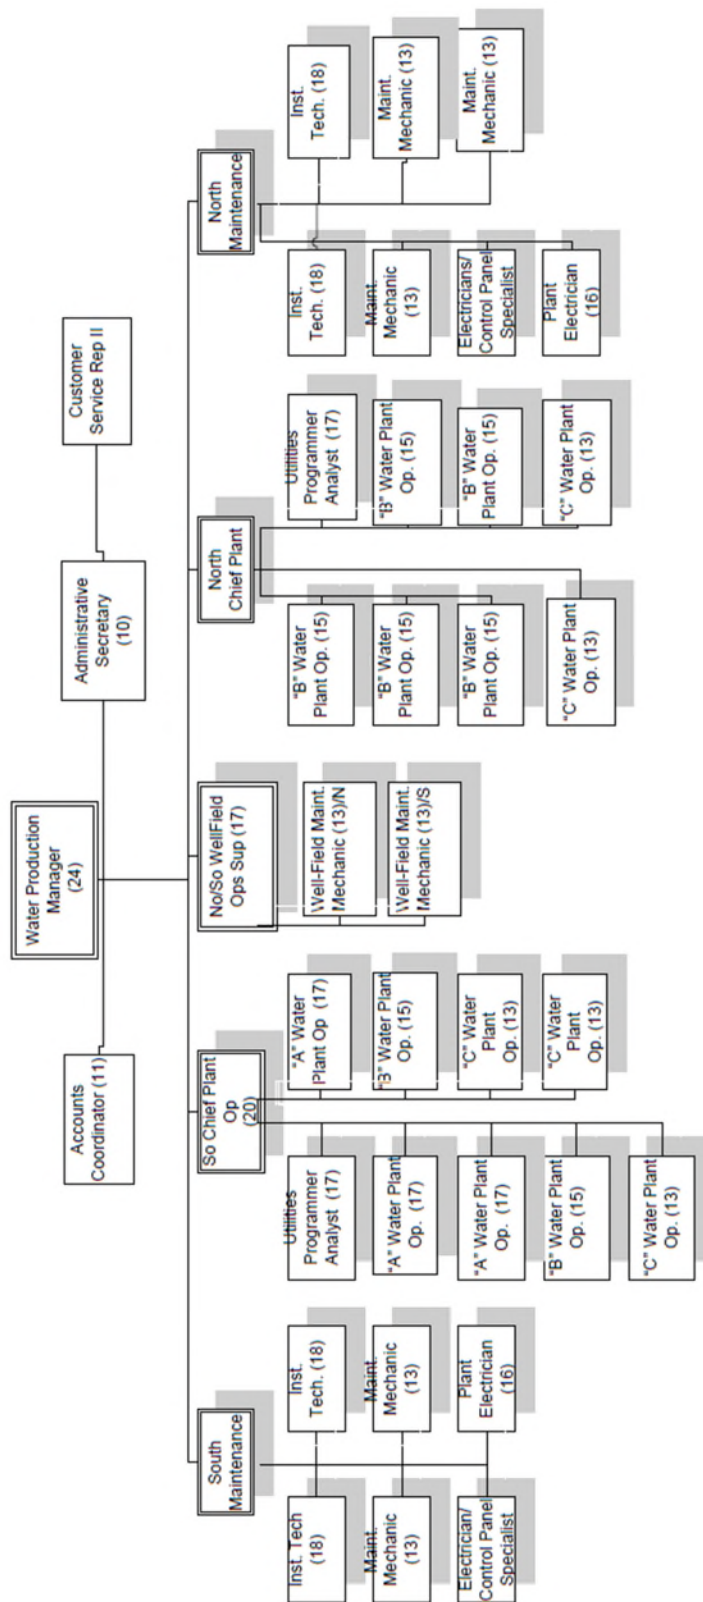 Water Production
Manager
(24)
Accounts
Coordinator (11)
Administrative
Secretary
(10)
Customer
Service Rep II
South
Maintenance
Inst. Tech
(18)
Maint.
Mechanic
(13)
Electrician/
Control Panel
Specialist
Inst.
Tech. (18)
Maint.
Mechanic
(13)
Plant
Electrician
(16)
So Chief Plant
Op
(20)
Utilities
Programmer
Analyst (17)
"A" Water Plant
Op. (17)
"A" Water Plant
Op. (17)
"B" Water Plant
Op. (15)
"C" Water Plant
Op. (13)
"A" Water
Plant Op (17)
"B" Water Plant
Op. (15)
"C" Water
Plant
Op. (13)
"C" Water
Plant
Op. (13)
No/So WellField
Ops Sup (17)
Well-Field Maint.
Mechanic (13)/N
Well-Field Maint.
Mechanic (13)/S
North
Chief Plant
"B" Water
Plant Op. (15)
"B" Water
Plant Op. (15)
"B" Water
Plant Op. (15)
"C" Water Plant
Op. (13)
Utilities
Programmer
Analyst (17)
"B" Water Plant
Op. (15)
"B" Water
Plant Op. (15)
"C" Water Plant
Op. (13)
North
Maintenance
Inst.
Tech. (18)
Maint.
Mechanic
(13)
Electricians/
Control Panel
Specialist
Plant
Electrician
(16)
Inst.
Tech. (18)
Maint.
Mechanic (13)
Maint.
Mechanic (13)